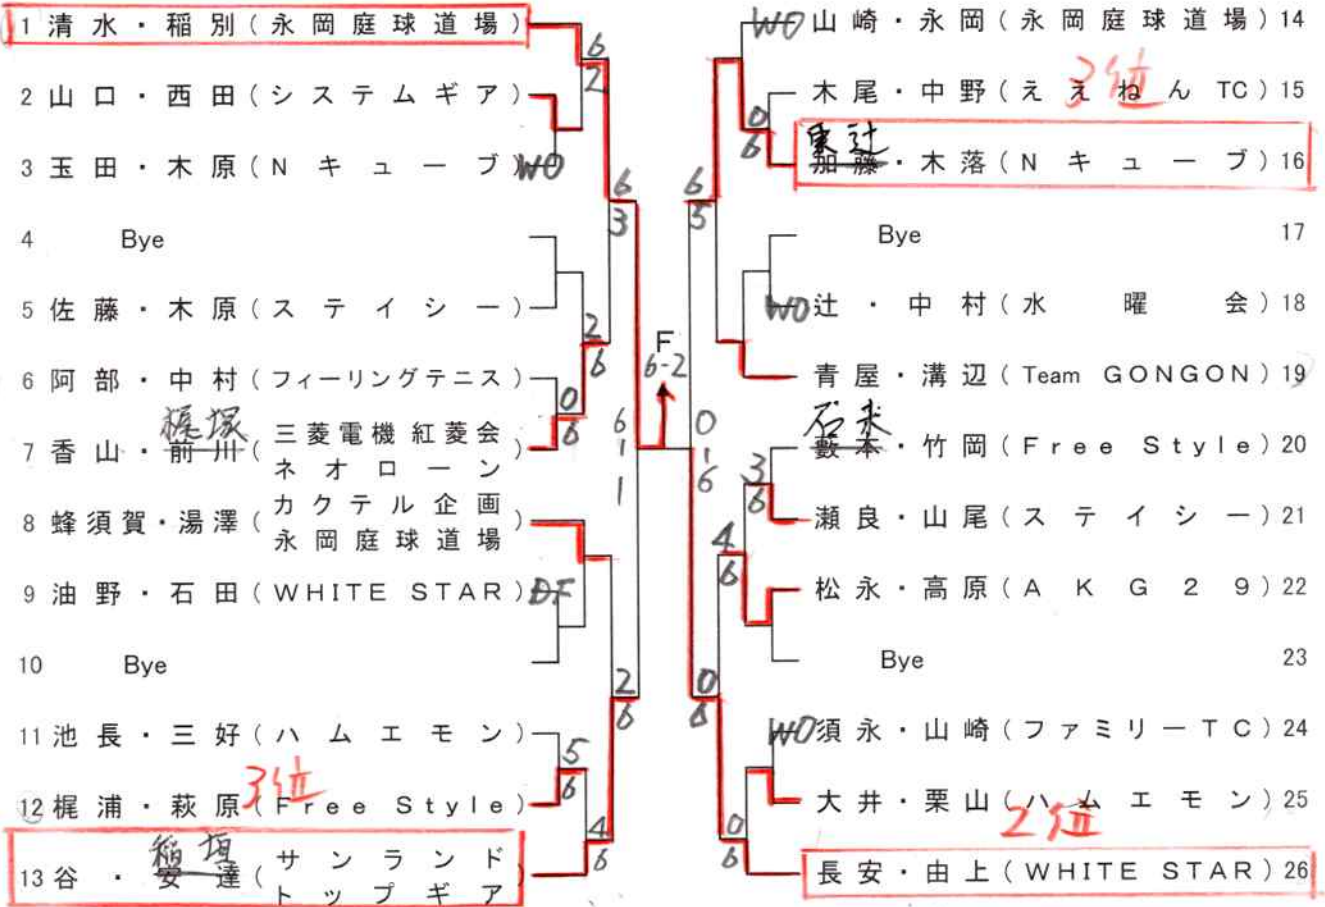 1 清水・稲別(永岡庭球道場)
6
2
2 山口・西田(システムギア)
3 玉田・木原(Nキューブ) WO
6
3
4 Bye
5 佐藤・木原(ステイシー)
2
6
6 阿部・中村(フィーリングテニス)
0
6
梶塚
7 香山・前川(三菱電機紅菱会
ネオローン
6
1
1
8 蜂須賀・湯澤(カクテル企画
永岡庭球道場
9 油野・石田(WHITE STAR) DF
10 Bye
2
6
11 池長・三好(ハムエモン)
5
6
3位
12 梶浦・萩原(Free Style)
4
6
稲垣
13 谷・安達(サンランド
トップギア
F
6-2
WO 山崎・永岡(永岡庭球道場) 14
3位
木尾・中野(ええねん TC) 15
0
6
東辻
加藤・木落(Nキューブ) 16
6
5
Bye 17
WO 辻・中村(水曜会) 18
青屋・溝辺(Team GONGON) 19
0
1
6
石来
藪本・竹岡(Free Style) 20
3
6
瀬良・山尾(ステイシー) 21
4
6
松永・高原(AKG29) 22
Bye 23
0
6
WO 須永・山崎(ファミリーTC) 24
大井・栗山(ハムエモン) 25
2位
0
6
長安・由上(WHITE STAR) 26